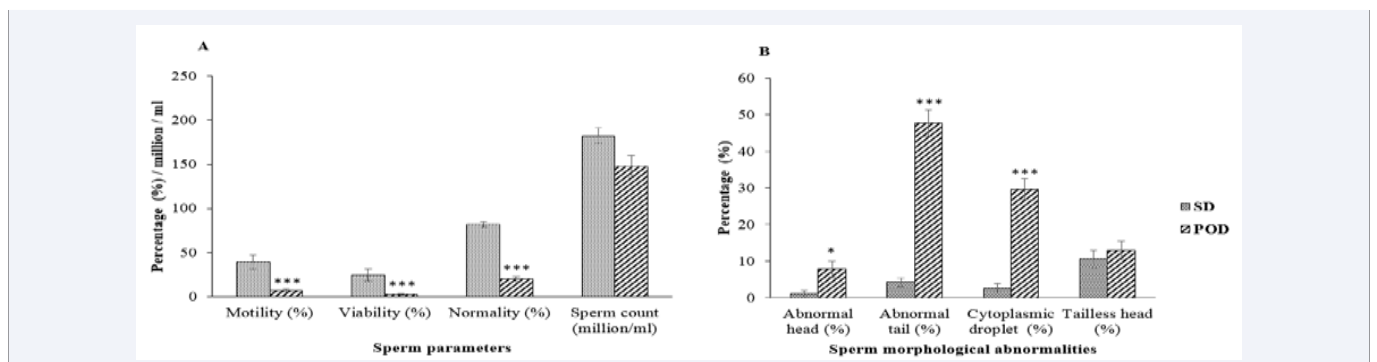 A
250
200
150
100
50
0
Percentage (%) / million / ml
***
***
***
Motility (%)
Viability (%)
Normality (%)
Sperm count
(million/ml)
Sperm parameters
B
60
50
40
30
20
10
0
Percentage (%)
*
***
***
Abnormal
head (%)
Abnormal
tail (%)
Cytoplasmic
droplet (%)
Tailless head
(%)
Sperm morphological abnormalities
SD
POD